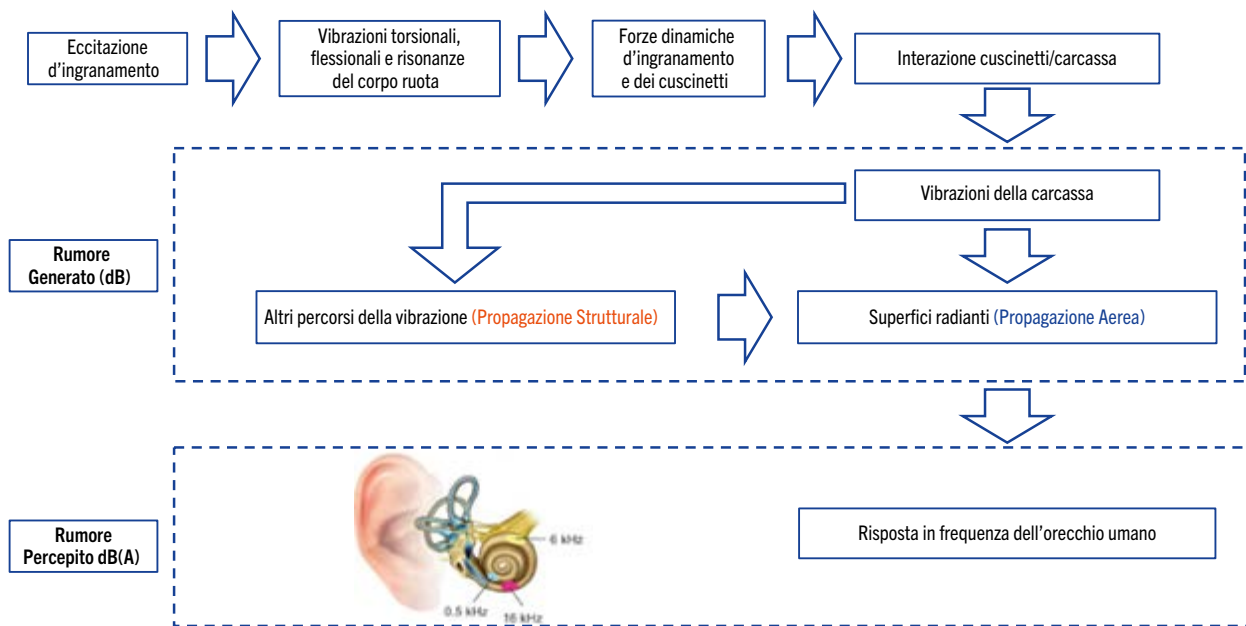 Eccitazione
d'ingranamento
Vibrazioni torsionali,
flessionali e risonanze
del corpo ruota
Forze dinamiche
d'ingranamento
e dei cuscinetti
Interazione cuscinetti/carcassa
Vibrazioni della carcassa
Rumore
Generato (dB)
Altri percorsi della vibrazione (Propagazione Strutturale)
Superfici radianti (Propagazione Aerea)
Rumore
Percepito dB(A)
6 kHz
0.5 kHz
16 kHz
Risposta in frequenza dell'orecchio umano